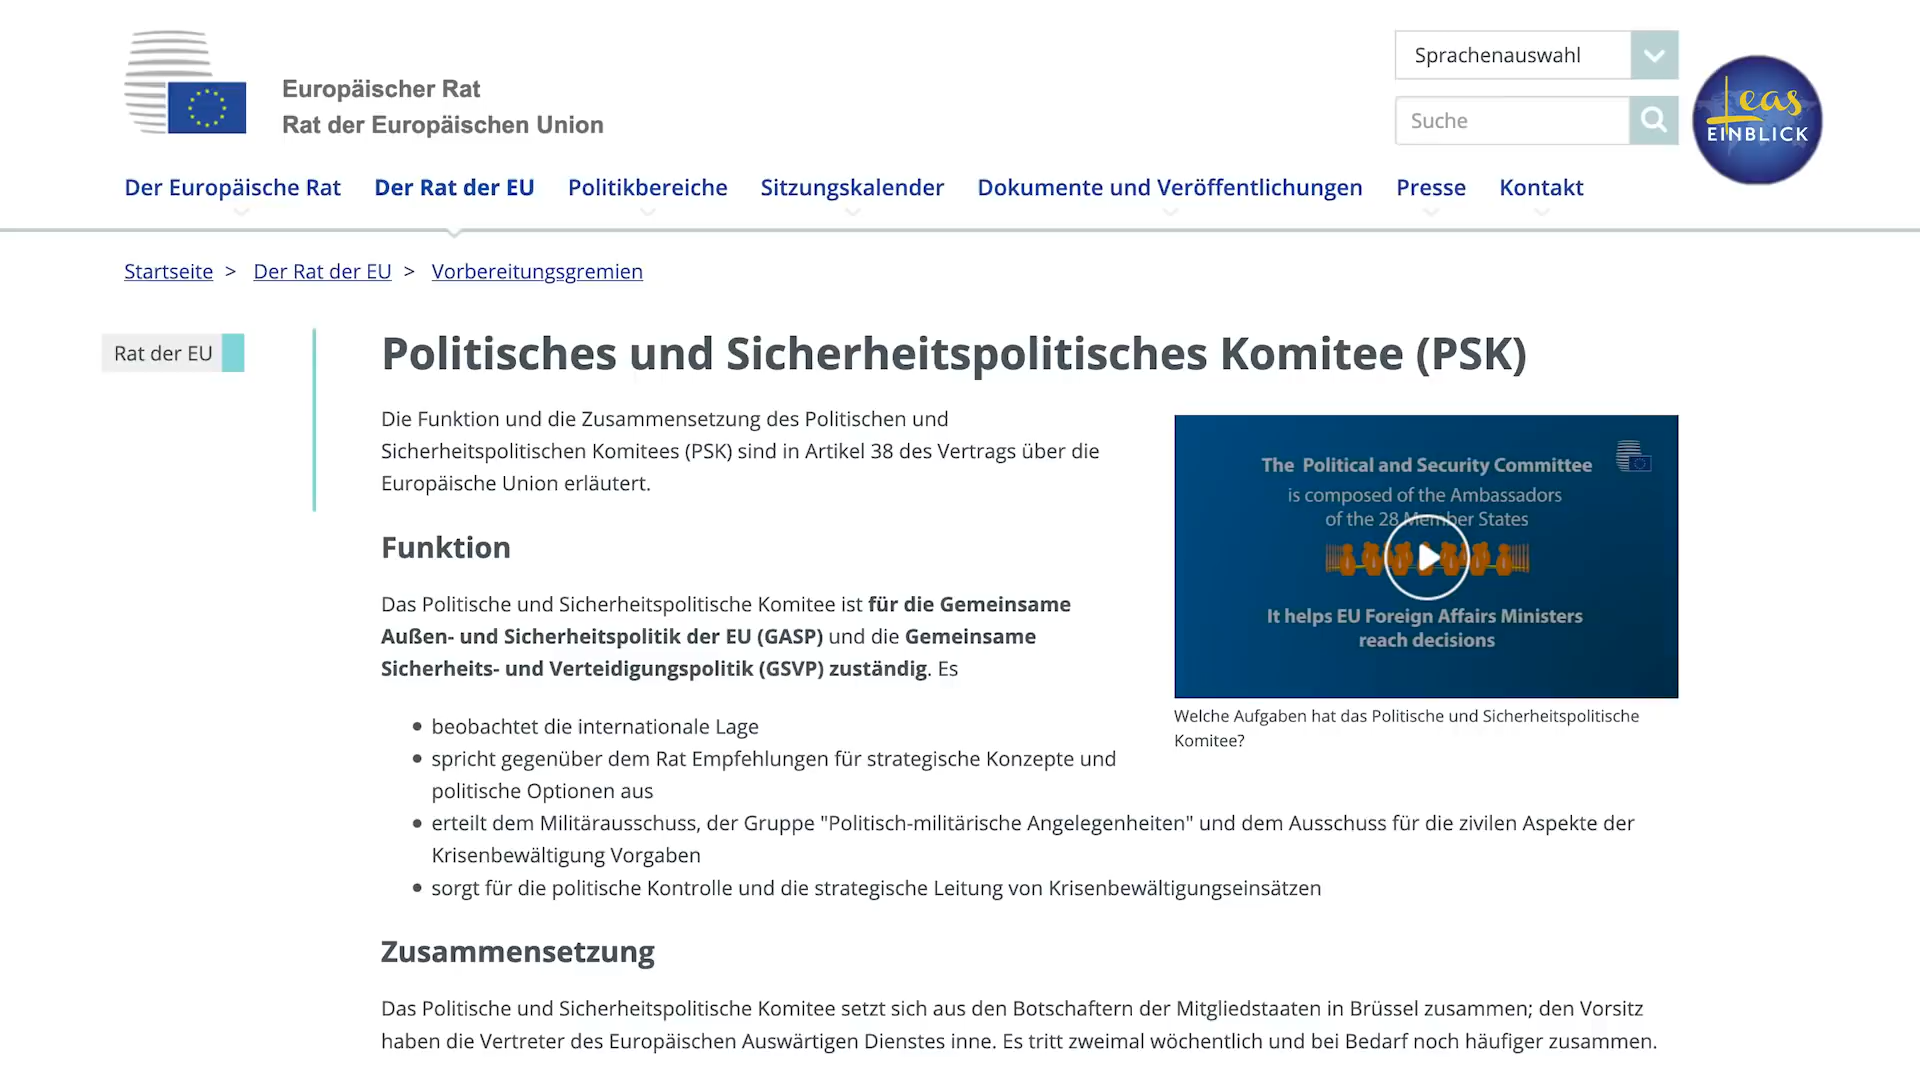 Europäischer Rat
Rat der Europäischen Union
Sprachenauswahl
Suche
Leas
EINBLICK
Der Europäische Rat Der Rat der EU Politikbereiche Sitzungskalender Dokumente und Veröffentlichungen Presse Kontakt
Startseite > Der Rat der EU > Vorbereitungsgremien
Rat der EU
Politisches und Sicherheitspolitisches Komitee (PSK)
Die Funktion und die Zusammensetzung des Politischen und
Sicherheitspolitischen Komitees (PSK) sind in Artikel 38 des Vertrags über die
Europäische Union erläutert.
Funktion
Das Politische und Sicherheitspolitische Komitee ist für die Gemeinsame
Außen- und Sicherheitspolitik der EU (GASP) und die Gemeinsame
Sicherheits- und Verteidigungspolitik (GSVP) zuständig. Es
The Political and Security Committee
is composed of the Ambassadors
of the 28 Member States
It helps EU Foreign Affairs Ministers
reach decisions
Welche Aufgaben hat das Politische und Sicherheitspolitische
Komitee?
• beobachtet die internationale Lage
• spricht gegenüber dem Rat Empfehlungen für strategische Konzepte und
politische Optionen aus
• erteilt dem Militärausschuss, der Gruppe "Politisch-militärische Angelegenheiten" und dem Ausschuss für die zivilen Aspekte der
Krisenbewältigung Vorgaben
• sorgt für die politische Kontrolle und die strategische Leitung von Krisenbewältigungseinsätzen
Zusammensetzung
Das Politische und Sicherheitspolitische Komitee setzt sich aus den Botschaftern der Mitgliedstaaten in Brüssel zusammen; den Vorsitz
haben die Vertreter des Europäischen Auswärtigen Dienstes inne. Es tritt zweimal wöchentlich und bei Bedarf noch häufiger zusammen.